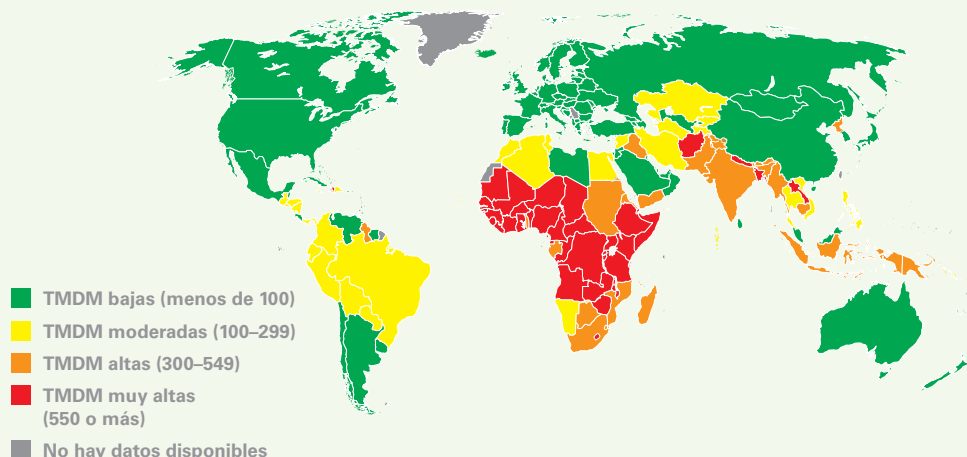 TMDM bajas (menos de 100)
TMDM moderadas (100–299)
TMDM altas (300–549)
TMDM muy altas
(550 o más)
No hay datos disponibles